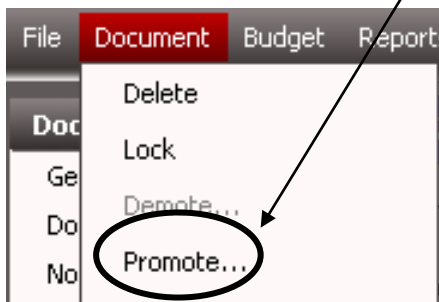 File Document Budget Report
Delete
Doc
Lock
Ge
Demote...
Do
Promote...
No